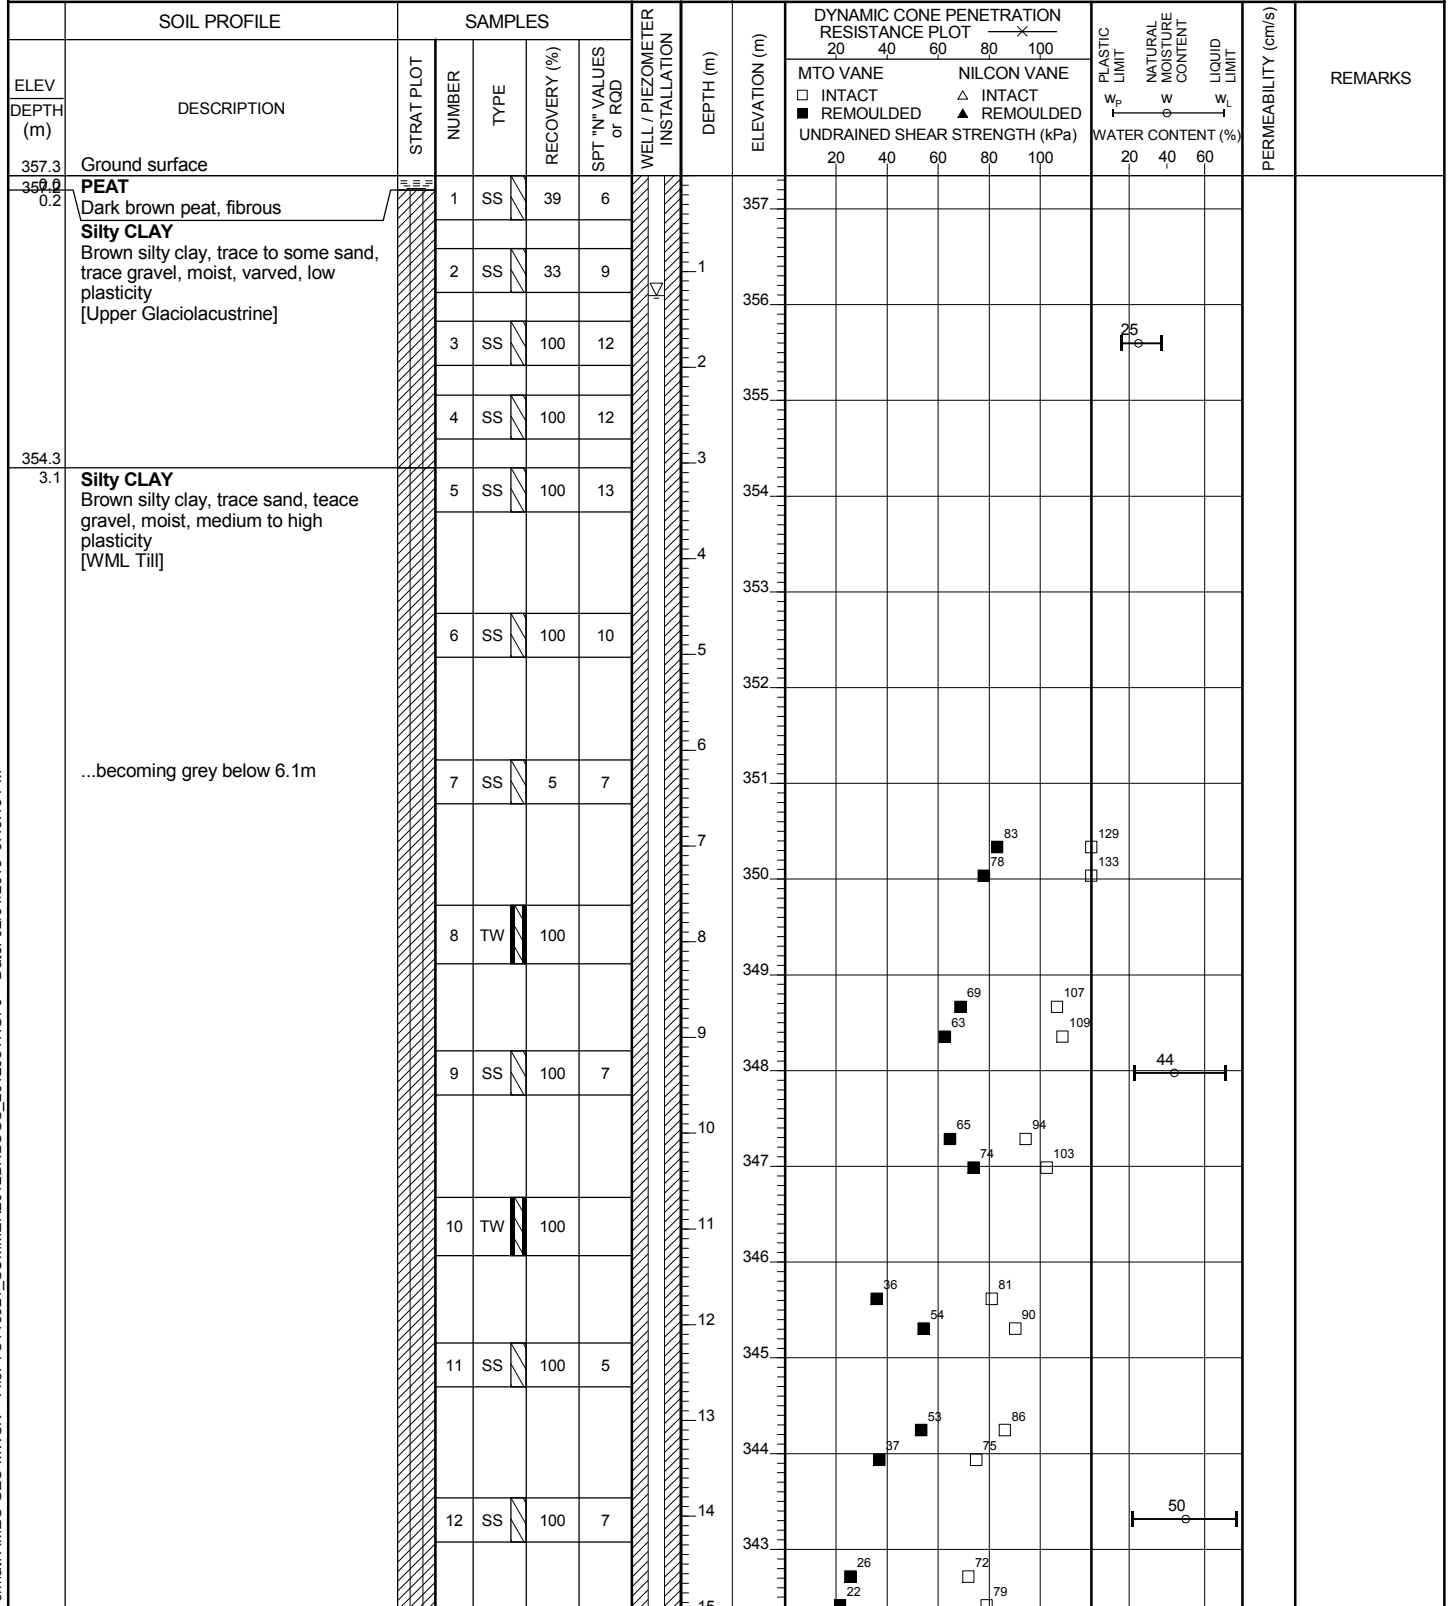 SOIL PROFILE
SAMPLES
WELL / PIEZOMETER
INSTALLATION
DEPTH (m)
ELEVATION (m)
DYNAMIC CONE PENETRATION
RESISTANCE PLOT
20 40 60 80 100
MTO VANE NILCON VANE
INTACT INTACT
REMOULDED REMOULDED
UNDRAINED SHEAR STRENGTH (kPa)
20 40 60 80 100
PLASTIC
LIMIT
NATURAL
MOISTURE
CONTENT
LIQUID
LIMIT
WP W WL
WATER CONTENT (%)
20 40 60
PERMEABILITY (cm/s)
REMARKS
ELEV
DEPTH
(m)
DESCRIPTION
STRAT PLOT
NUMBER
TYPE
RECOVERY (%)
SPT "N" VALUES
or RQD
357.3 Ground surface
0.0
357.2
0.2
PEAT
Dark brown peat, fibrous
Silty CLAY
Brown silty clay, trace to some sand,
trace gravel, moist, varved, low
plasticity
[Upper Glaciolacustrine]
354.3
3.1
Silty CLAY
Brown silty clay, trace sand, teace
gravel, moist, medium to high
plasticity
[WML Till]
...becoming grey below 6.1m
1 SS 39 6
2 SS 33 9
3 SS 100 12
4 SS 100 12
5 SS 100 13
6 SS 100 10
7 SS 5 7
8 TW 100
9 SS 100 7
10 TW 100
11 SS 100 5
12 SS 100 7
1
2
3
4
5
6
7
8
9
10
11
12
13
14
15
357
356
355
354
353
352
351
350
349
348
347
346
345
344
343
83 129
78 133
69 107
63 109
65 94
74 103
36 81
54 90
53 86
37 75
26 72
22 79
25
44
50